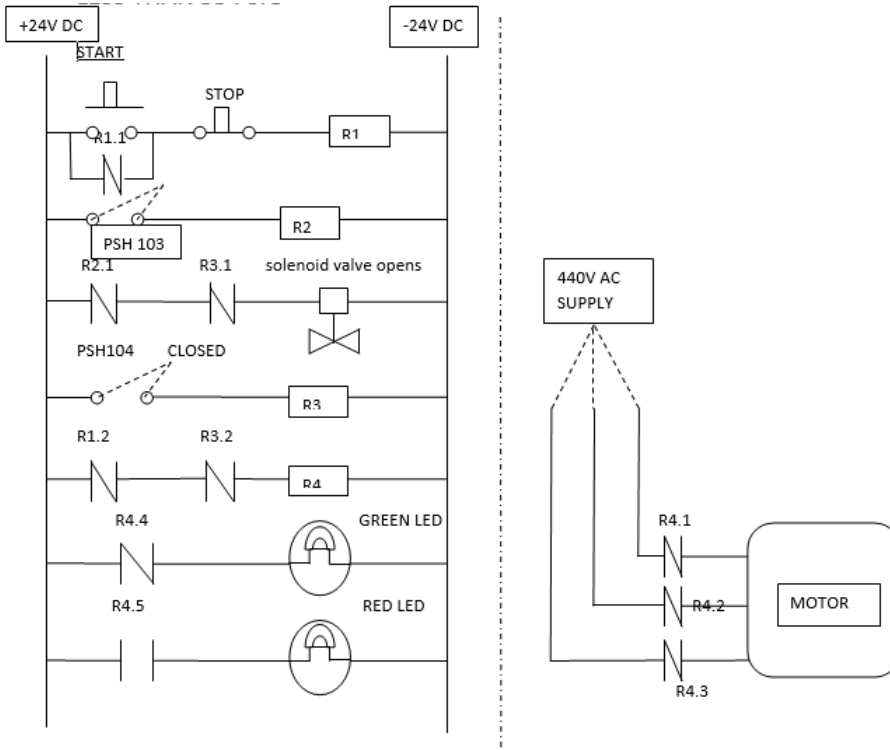 +24V DC
-24V DC
START
STOP
R1.1
R1
PSH 103
R2
R2.1
R3.1
solenoid valve opens
PSH104
CLOSED
R3
R1.2
R3.2
R4
R4.4
GREEN LED
R4.5
RED LED
440V AC
SUPPLY
R4.1
R4.2
MOTOR
R4.3